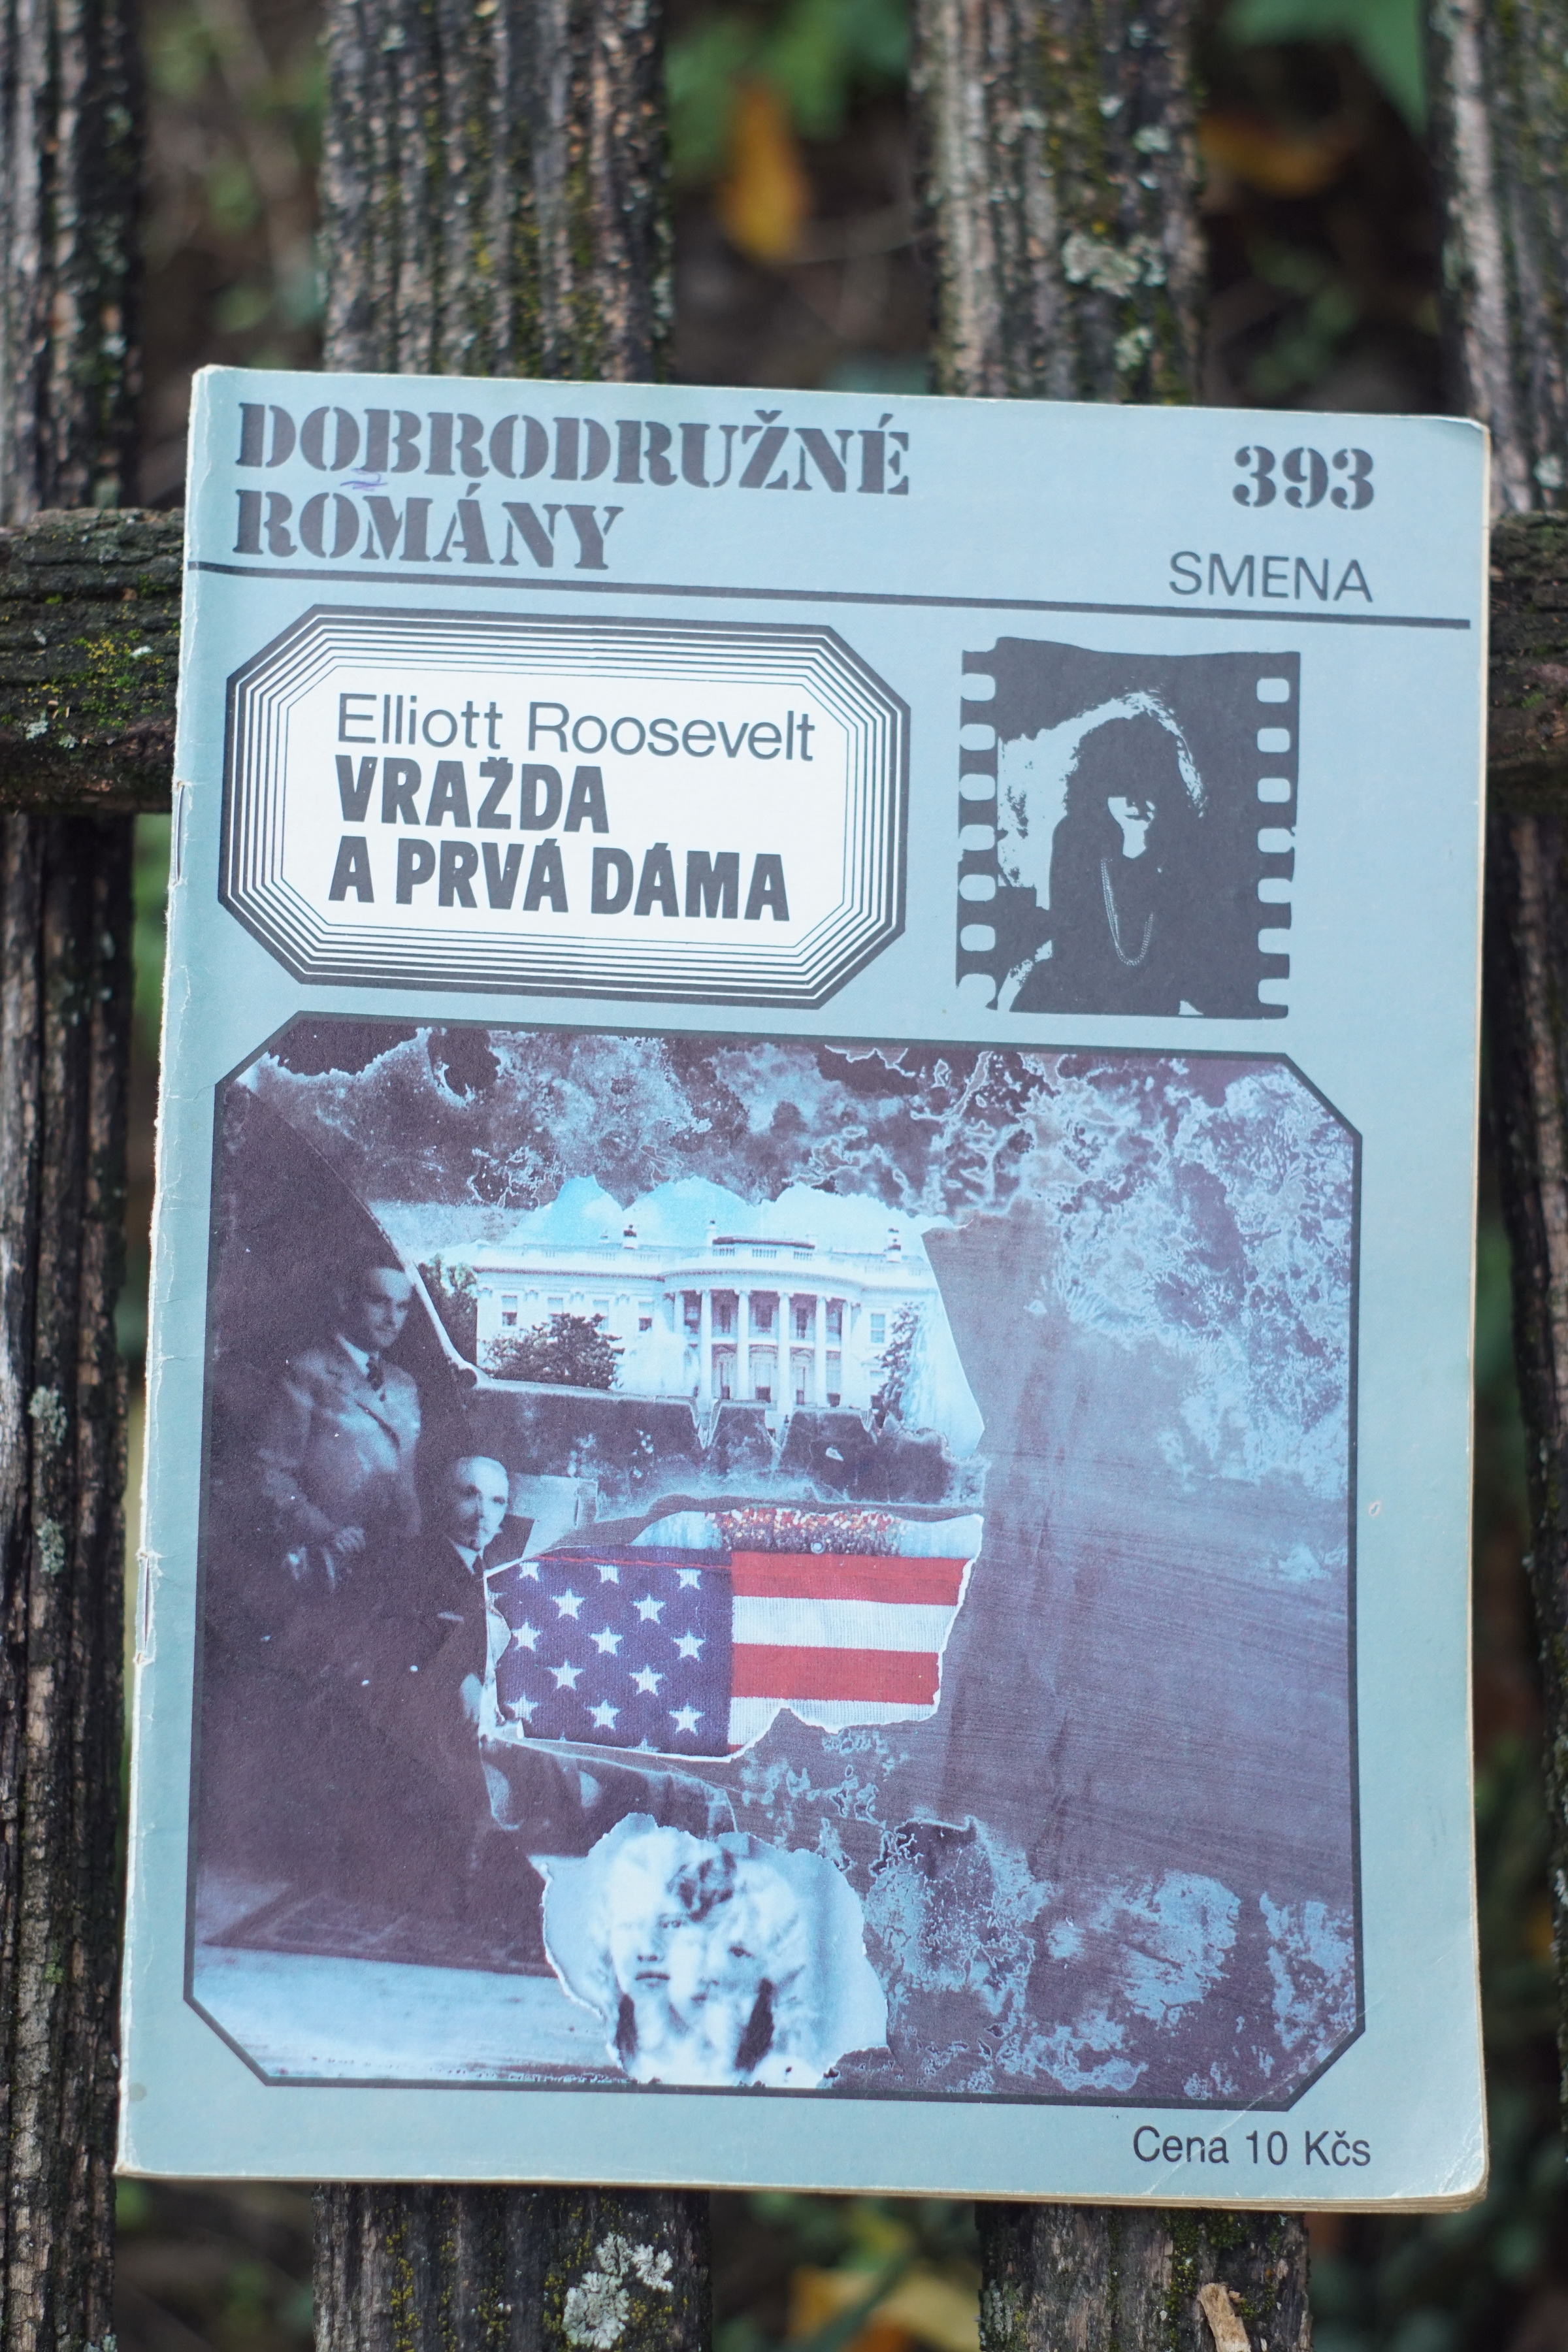 DOBRODRUŽNÉ
ROMÁNY
393
SMENA
Elliott Roosevelt
VRAŽDA
A PRVÁ DÁMA
Cena 10 Kčs